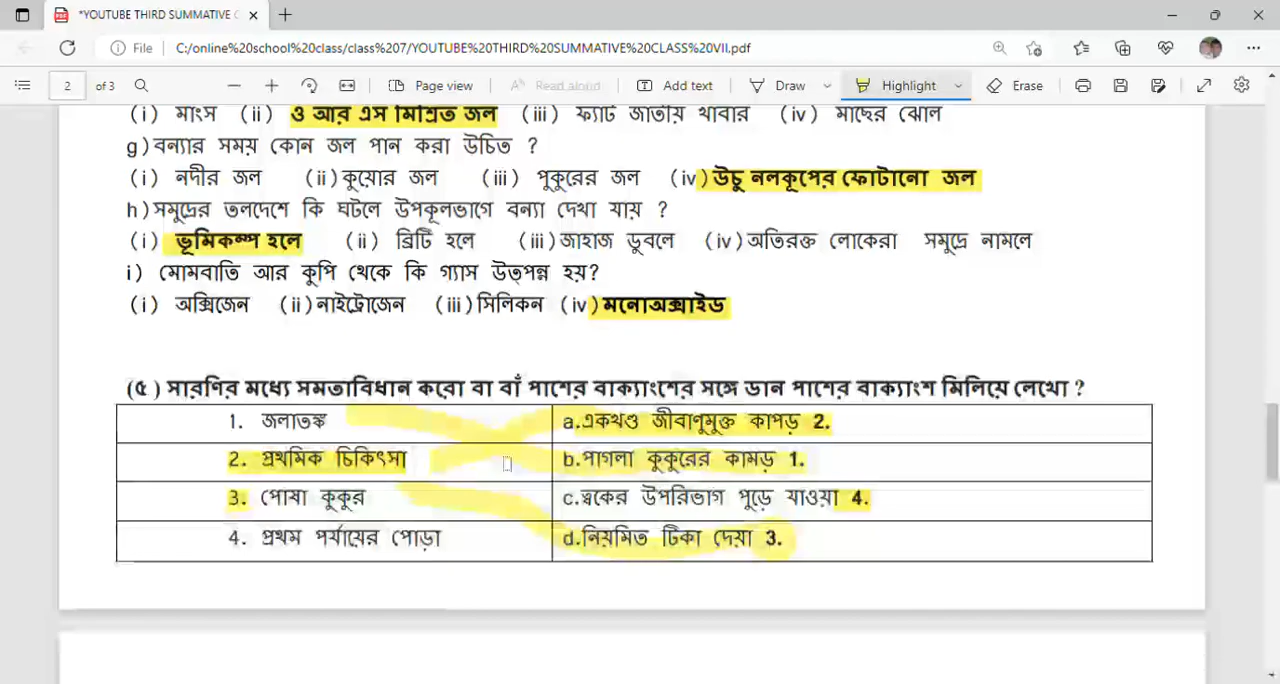 *YOUTUBE THIRD SUMMATIVE C
File C:/online%20school%20class/class%207/YOUTUBE%20THIRD%20SUMMATIVE%20CLASS%20VII.pdf
2 of 3 Page view Read aloud Add text Draw Highlight Erase
(i) মাংস (ii) ও আর এস মিশ্রিত জল (iii) ফ্যাট জাতীয় খাবার (iv) মাছের ঝোল
g)বন্যার সময় কোন জল পান করা উচিত ?
(i) নদীর জল (ii)কুয়োর জল (iii) পুকুরের জল (iv)উচু নলকূপের ফোটানো জল
h)সমুদ্রের তলদেশে কি ঘটলে উপকূলভাগে বন্যা দেখা যায় ?
(i) ভূমিকম্প হলে (ii) ব্রিটি হলে (iii)জাহাজ ডুবলে (iv)অতিরক্ত লোকেরা সমুদ্রে নামলে
i) মোমবাতি আর কুপি থেকে কি গ্যাস উত্পন্ন হয়?
(i) অক্সিজেন (ii)নাইট্রোজেন (iii)সিলিকন (iv)মনোঅক্সাইড
(৫) সারণির মধ্যে সমতাবিধান করো বা বাঁ পাশের বাক্যাংশের সঙ্গে ডান পাশের বাক্যাংশ মিলিয়ে লেখো ?
1. জলাতঙ্ক a.একখণ্ড জীবাণুমুক্ত কাপড় 2.
2. প্রথমিক চিকিৎসা b.পাগলা কুকুরের কামড় 1.
3. পোষা কুকুর c.ত্বকের উপরিভাগ পুড়ে যাওয়া 4.
4. প্রথম পর্যায়ের পোড়া d.নিয়মিত টিকা দেয়া 3.